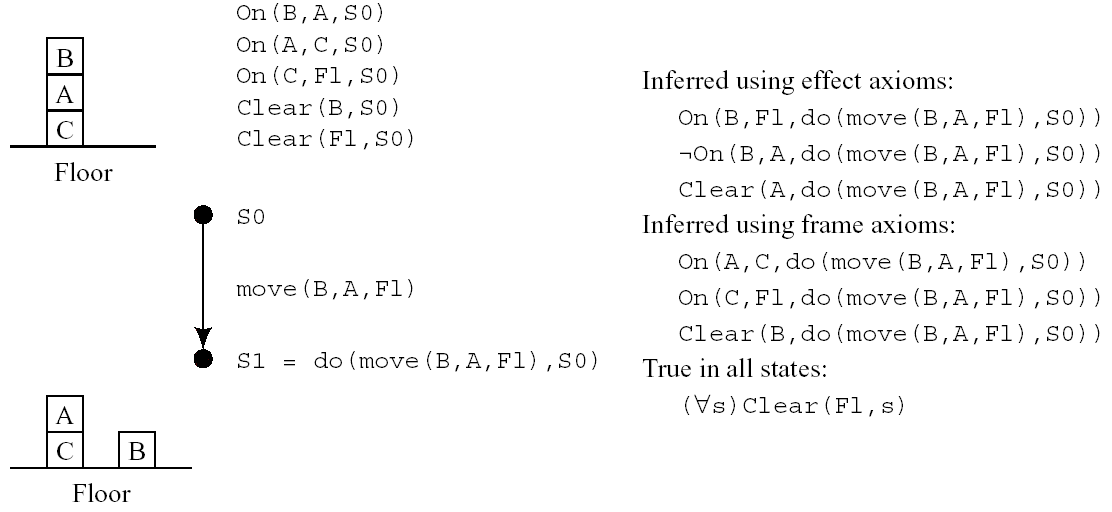 On(B,A,S0)
On(A,C,S0)
On(C,Fl,S0)
Clear(B,S0)
Clear(Fl,S0)
B
A
C
Floor
S0
move(B,A,Fl)
S1 = do(move(B,A,Fl),S0)
A
C B
Floor
Inferred using effect axioms:
On(B,Fl,do(move(B,A,Fl),S0))
¬On(B,A,do(move(B,A,Fl),S0))
Clear(A,do(move(B,A,Fl),S0))
Inferred using frame axioms:
On(A,C,do(move(B,A,Fl),S0))
On(C,Fl,do(move(B,A,Fl),S0))
Clear(B,do(move(B,A,Fl),S0))
True in all states:
(∀s)Clear(Fl,s)